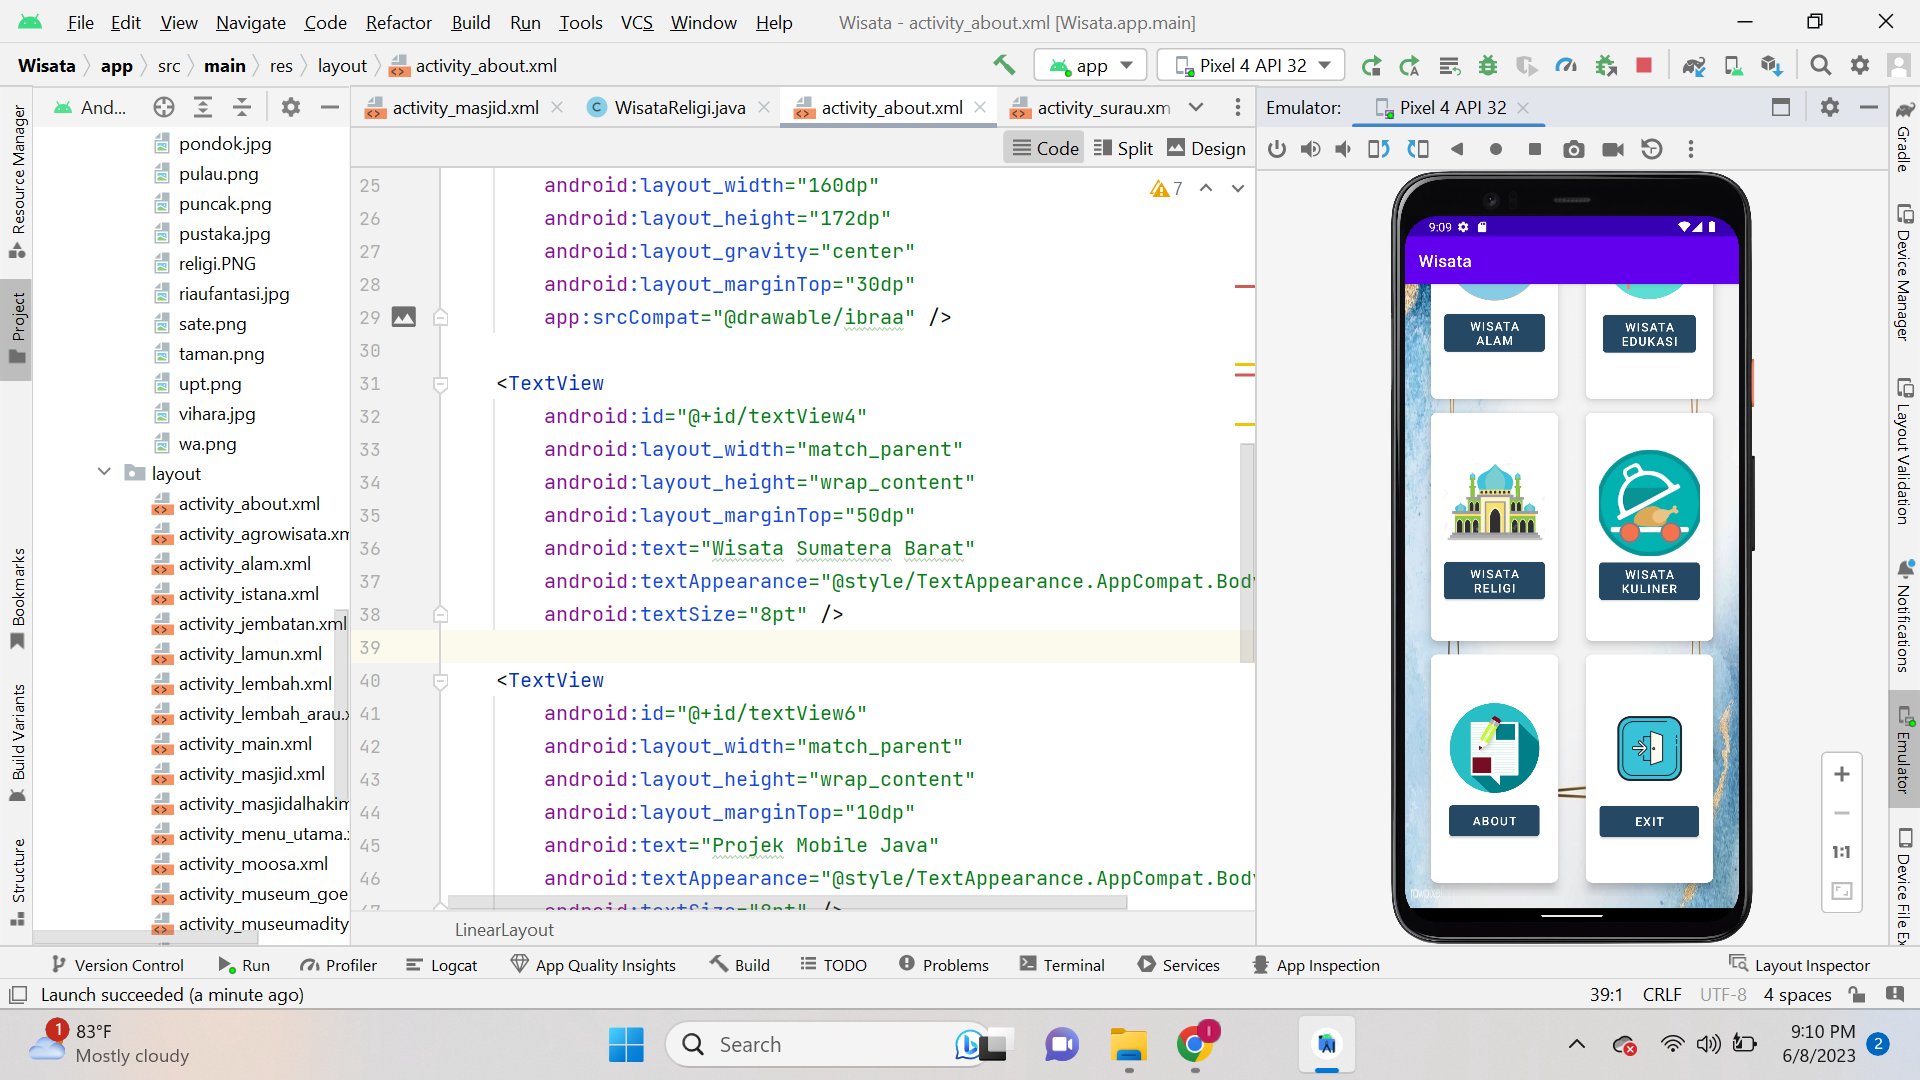 File Edit View Navigate Code Refactor Build Run Tools VCS Window Help Wisata - activity_about.xml [Wisata.app.main]
Wisata app src main res layout activity_about.xml app Pixel 4 API 32
And... activity_masjid.xml WisataReligi.java activity_about.xml activity_surau.xm Emulator: Pixel 4 API 32
Code Split Design
Resource Manager
Project
Bookmarks
Build Variants
Structure
pondok.jpg
pulau.png
puncak.png
pustaka.jpg
religi.PNG
riaufantasi.jpg
sate.png
taman.png
upt.png
vihara.jpg
wa.png
layout
activity_about.xml
activity_agrowisata.xm
activity_alam.xml
activity_istana.xml
activity_jembatan.xml
activity_lamun.xml
activity_lembah.xml
activity_lembah_arau.x
activity_main.xml
activity_masjid.xml
activity_masjidalhakim
activity_menu_utama.x
activity_moosa.xml
activity_museum_goe
activity_museumadity
7
25 android:layout_width="160dp"
26 android:layout_height="172dp"
27 android:layout_gravity="center"
28 android:layout_marginTop="30dp"
29 app:srcCompat="@drawable/ibraa" />
30
31 <TextView
32 android:id="@+id/textView4"
33 android:layout_width="match_parent"
34 android:layout_height="wrap_content"
35 android:layout_marginTop="50dp"
36 android:text="Wisata Sumatera Barat"
37 android:textAppearance="@style/TextAppearance.AppCompat.Body
38 android:textSize="8pt" />
39
40 <TextView
41 android:id="@+id/textView6"
42 android:layout_width="match_parent"
43 android:layout_height="wrap_content"
44 android:layout_marginTop="10dp"
45 android:text="Projek Mobile Java"
46 android:textAppearance="@style/TextAppearance.AppCompat.Body
47 android:textSize="8pt" />
LinearLayout
9:09
Wisata
WISATA
ALAM
WISATA
EDUKASI
WISATA
RELIGI
WISATA
KULINER
ABOUT
EXIT
1:1
Gradle
Device Manager
Layout Validation
Notifications
Emulator
Device File Ex
Version Control Run Profiler Logcat App Quality Insights Build TODO Problems Terminal Services App Inspection Layout Inspector
Launch succeeded (a minute ago) 39:1 CRLF UTF-8 4 spaces
1 83°F
Mostly cloudy
Search
9:10 PM
6/8/2023
2